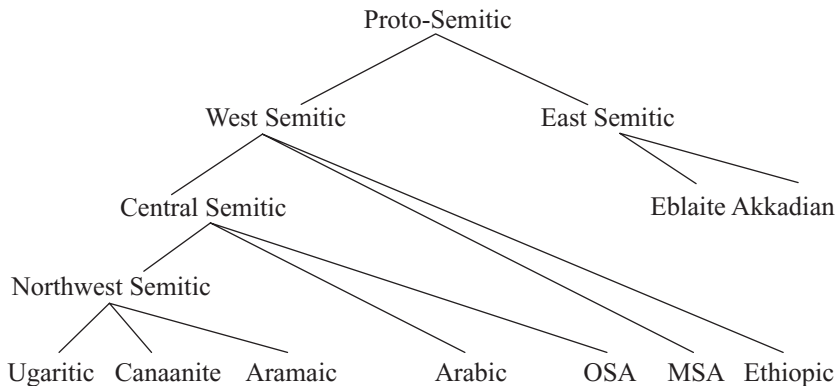 Proto-Semitic
West Semitic East Semitic
Central Semitic Eblaite Akkadian
Northwest Semitic
Ugaritic Canaanite Aramaic Arabic OSA MSA Ethiopic